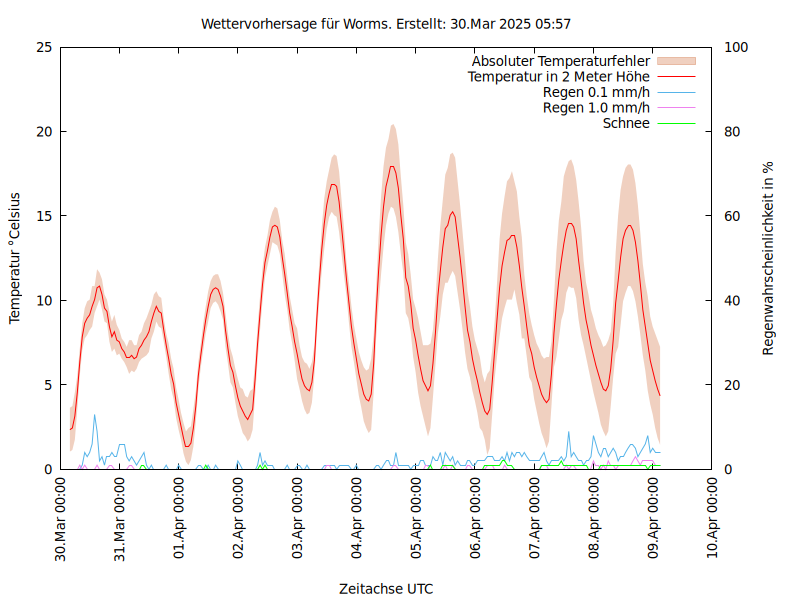 Wettervorhersage für Worms. Erstellt: 30.Mar 2025 05:57
Absoluter Temperaturfehler
Temperatur in 2 Meter Höhe
Regen 0.1 mm/h
Regen 1.0 mm/h
Schnee
Temperatur °Celsius
25
20
15
10
5
0
Regenwahrscheinlichkeit in %
100
80
60
40
20
0
30.Mar 00:00
31.Mar 00:00
01.Apr 00:00
02.Apr 00:00
03.Apr 00:00
04.Apr 00:00
05.Apr 00:00
06.Apr 00:00
07.Apr 00:00
08.Apr 00:00
09.Apr 00:00
10.Apr 00:00
Zeitachse UTC